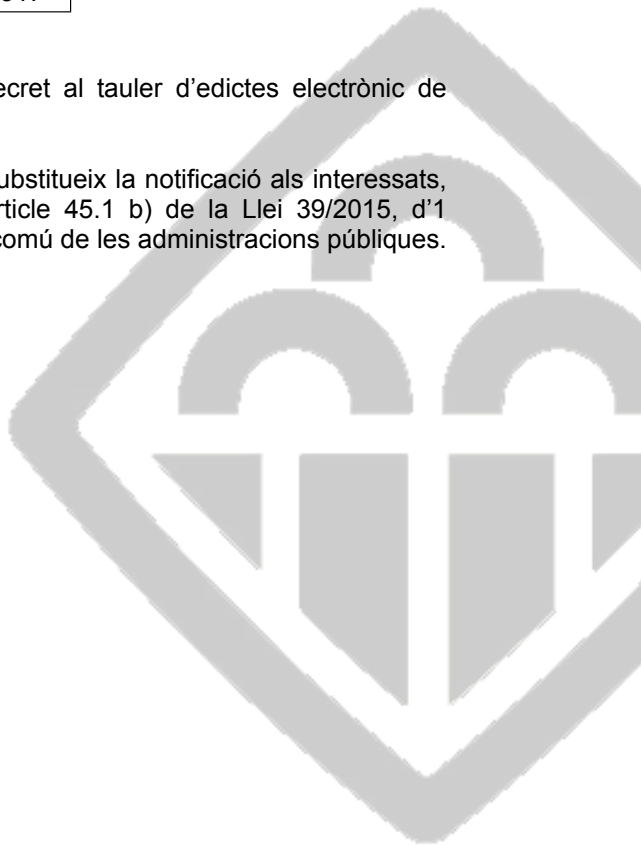 ecret al tauler d’edictes electrònic de
ubstitueix la notificació als interessats,
rticle 45.1 b) de la Llei 39/2015, d’1
comú de les administracions públiques.